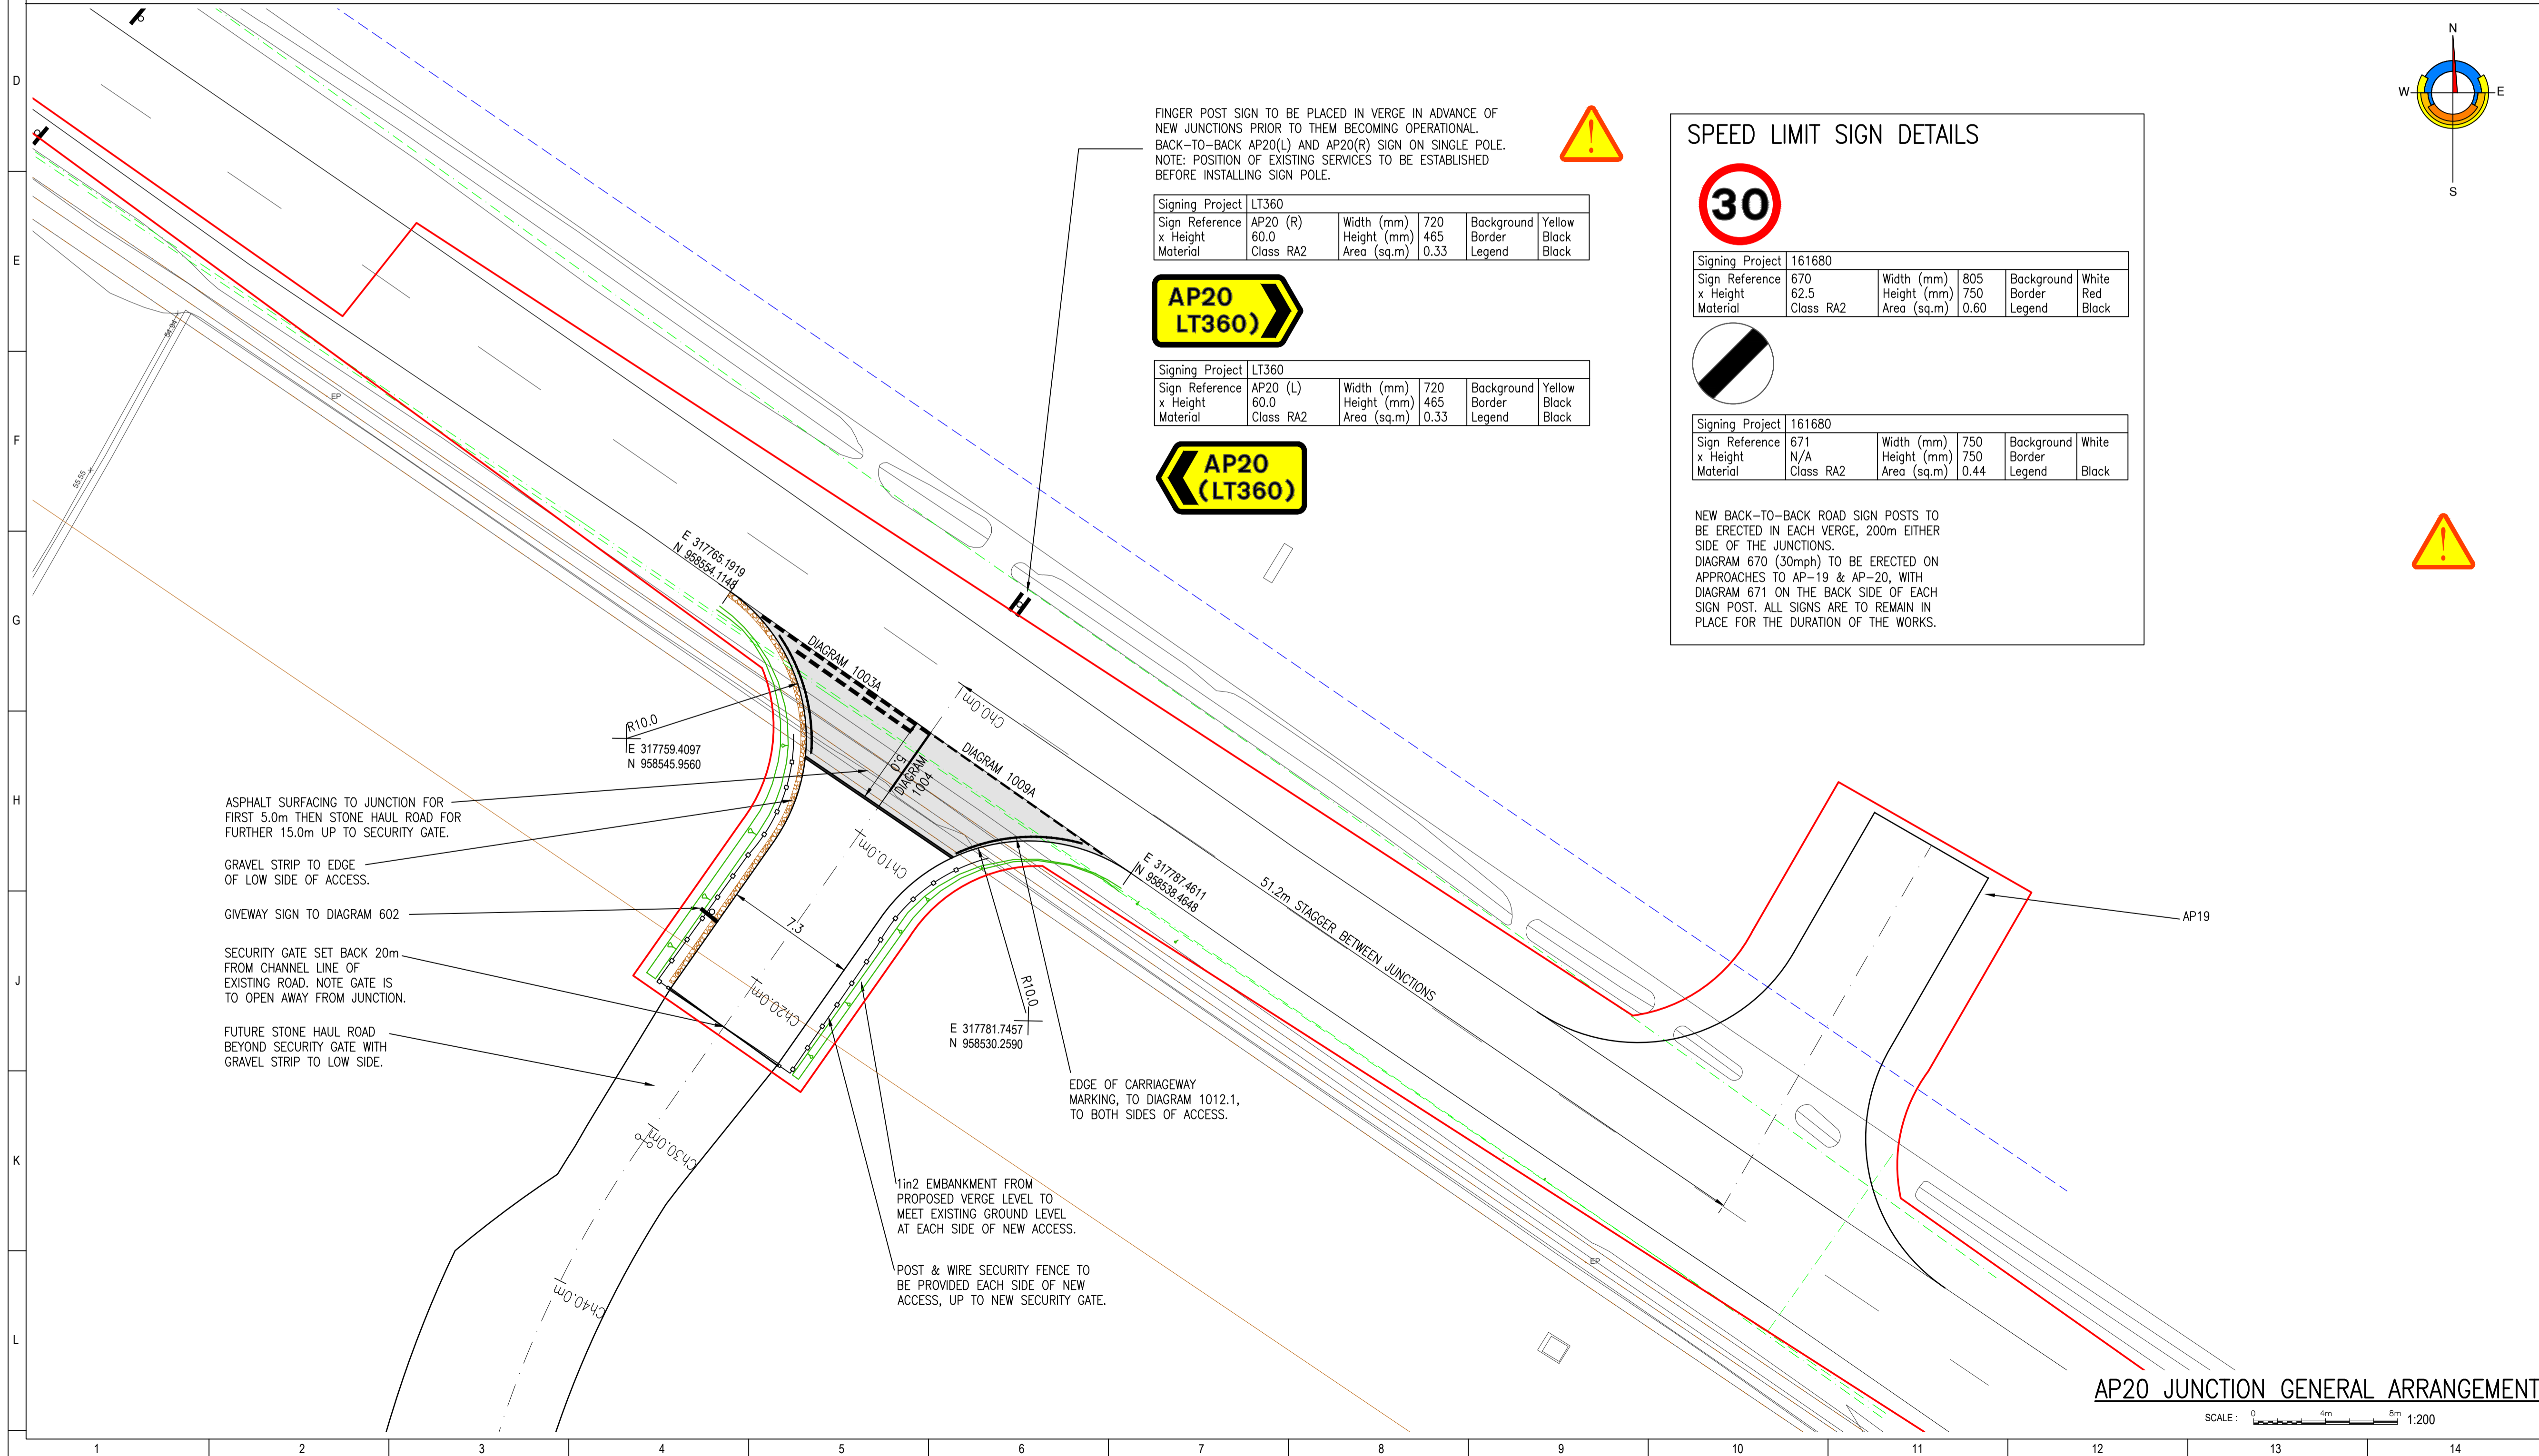 D
E
F
G
H
J
K
L
1
2
3
4
5
6
7
8
9
10
11
12
13
14
N
W
E
S
FINGER POST SIGN TO BE PLACED IN VERGE IN ADVANCE OF
NEW JUNCTIONS PRIOR TO THEM BECOMING OPERATIONAL.
BACK-TO-BACK AP20(L) AND AP20(R) SIGN ON SINGLE POLE.
NOTE: POSITION OF EXISTING SERVICES TO BE ESTABLISHED
BEFORE INSTALLING SIGN POLE.
!
Signing Project LT360
Sign Reference AP20 (R) Width (mm) 720 Background Yellow
x Height 60.0 Height (mm) 465 Border Black
Material Class RA2 Area (sq.m) 0.33 Legend Black
AP20
LT360)
Signing Project LT360
Sign Reference AP20 (L) Width (mm) 720 Background Yellow
x Height 60.0 Height (mm) 465 Border Black
Material Class RA2 Area (sq.m) 0.33 Legend Black
AP20
(LT360)
SPEED LIMIT SIGN DETAILS
30
Signing Project 161680
Sign Reference 670 Width (mm) 805 Background White
x Height 62.5 Height (mm) 750 Border Red
Material Class RA2 Area (sq.m) 0.60 Legend Black
Signing Project 161680
Sign Reference 671 Width (mm) 750 Background White
x Height N/A Height (mm) 750 Border
Material Class RA2 Area (sq.m) 0.44 Legend Black
NEW BACK-TO-BACK ROAD SIGN POSTS TO
BE ERECTED IN EACH VERGE, 200m EITHER
SIDE OF THE JUNCTIONS.
DIAGRAM 670 (30mph) TO BE ERECTED ON
APPROACHES TO AP-19 & AP-20, WITH
DIAGRAM 671 ON THE BACK SIDE OF EACH
SIGN POST. ALL SIGNS ARE TO REMAIN IN
PLACE FOR THE DURATION OF THE WORKS.
!
54.94
55.55
EP
E 317765.1919
N 958554.1148
DIAGRAM 1003A
Ch0.0m
R10.0
E 317759.4097
N 958545.9560
5.0
DIAGRAM
1004
DIAGRAM 1009A
ASPHALT SURFACING TO JUNCTION FOR
FIRST 5.0m THEN STONE HAUL ROAD FOR
FURTHER 15.0m UP TO SECURITY GATE.
GRAVEL STRIP TO EDGE
OF LOW SIDE OF ACCESS.
GIVEWAY SIGN TO DIAGRAM 602
SECURITY GATE SET BACK 20m
FROM CHANNEL LINE OF
EXISTING ROAD. NOTE GATE IS
TO OPEN AWAY FROM JUNCTION.
FUTURE STONE HAUL ROAD
BEYOND SECURITY GATE WITH
GRAVEL STRIP TO LOW SIDE.
Ch10.0m
7.3
Ch20.0m
Ch30.0m
Ch40.0m
E 317787.4611
N 958538.4648
51.2m STAGGER BETWEEN JUNCTIONS
AP19
R10.0
E 317781.7457
N 958530.2590
EDGE OF CARRIAGEWAY
MARKING, TO DIAGRAM 1012.1,
TO BOTH SIDES OF ACCESS.
1in2 EMBANKMENT FROM
PROPOSED VERGE LEVEL TO
MEET EXISTING GROUND LEVEL
AT EACH SIDE OF NEW ACCESS.
POST & WIRE SECURITY FENCE TO
BE PROVIDED EACH SIDE OF NEW
ACCESS, UP TO NEW SECURITY GATE.
EP
AP20 JUNCTION GENERAL ARRANGEMENT
SCALE : 0 4m 8m 1:200